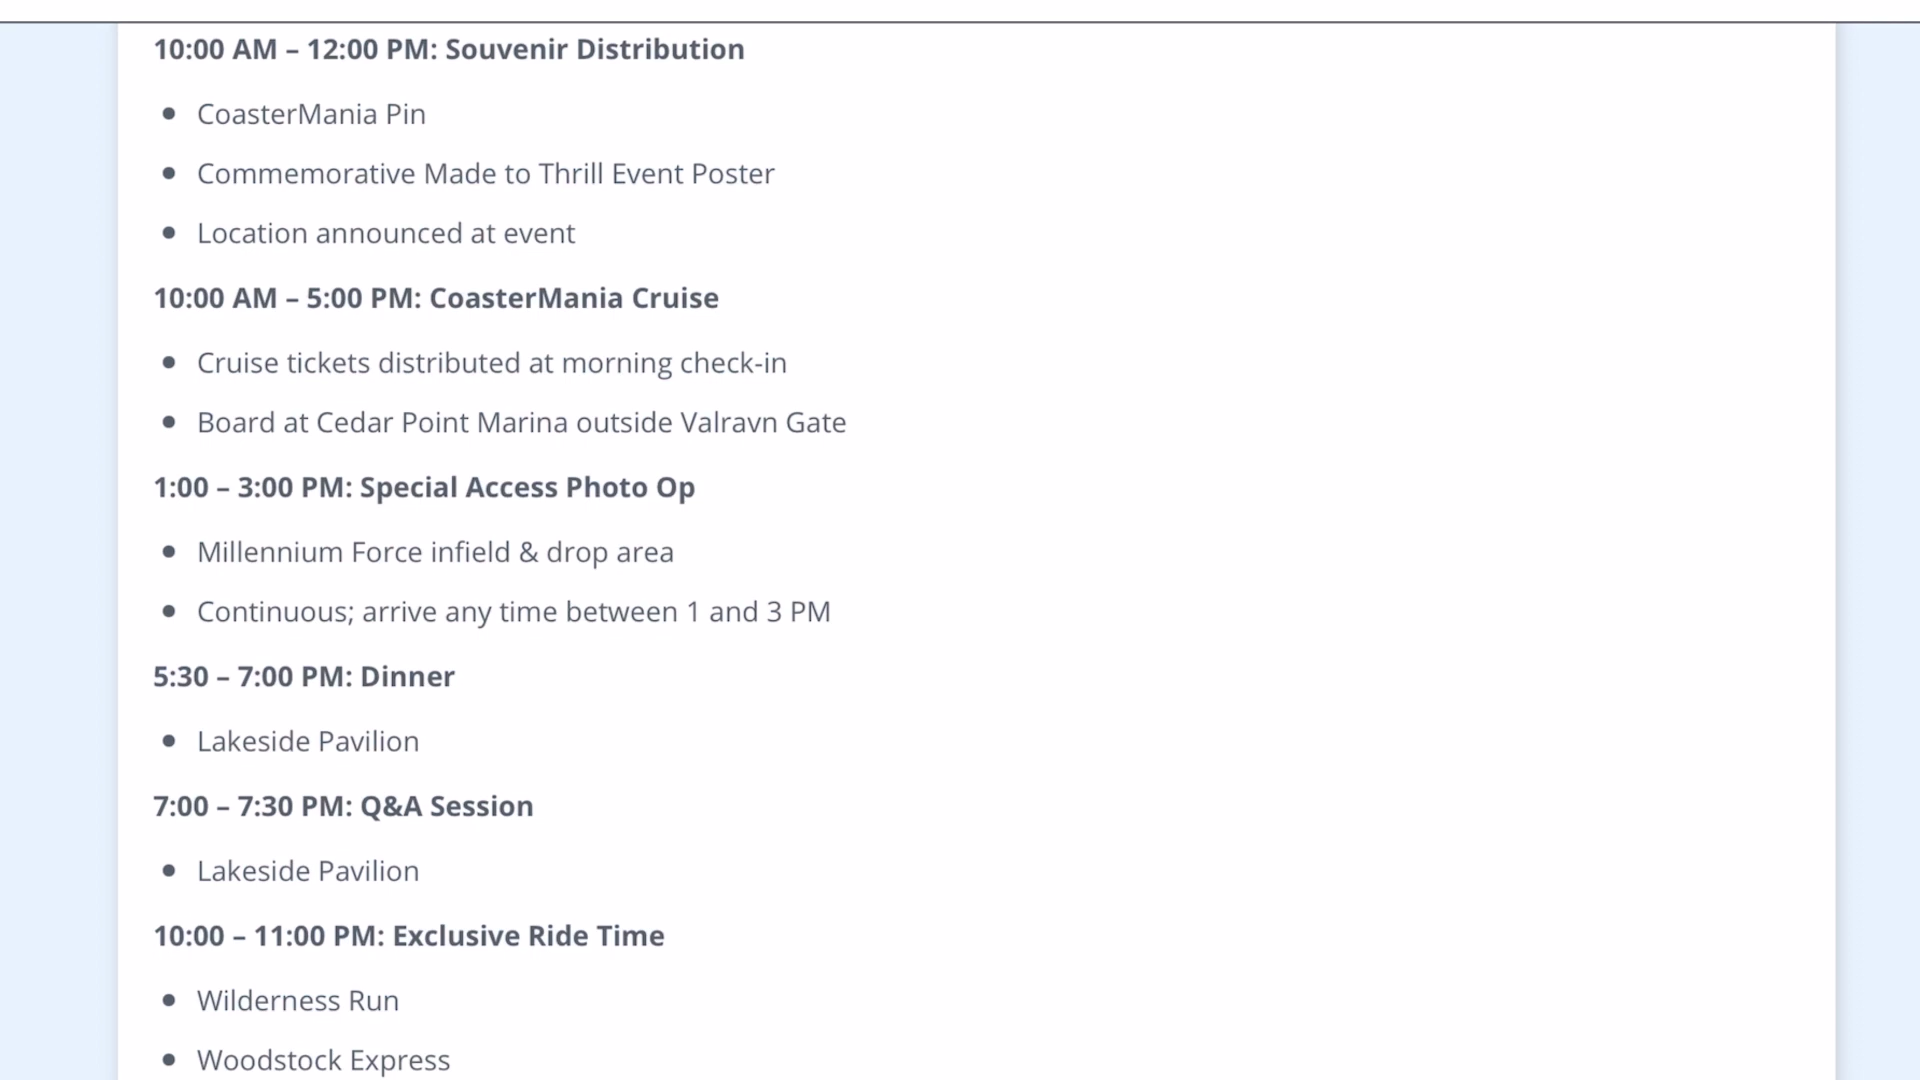 10:00 AM – 12:00 PM: Souvenir Distribution
• CoasterMania Pin
• Commemorative Made to Thrill Event Poster
• Location announced at event
10:00 AM – 5:00 PM: CoasterMania Cruise
• Cruise tickets distributed at morning check-in
• Board at Cedar Point Marina outside Valravn Gate
1:00 – 3:00 PM: Special Access Photo Op
• Millennium Force infield & drop area
• Continuous; arrive any time between 1 and 3 PM
5:30 – 7:00 PM: Dinner
• Lakeside Pavilion
7:00 – 7:30 PM: Q&A Session
• Lakeside Pavilion
10:00 – 11:00 PM: Exclusive Ride Time
• Wilderness Run
• Woodstock Express